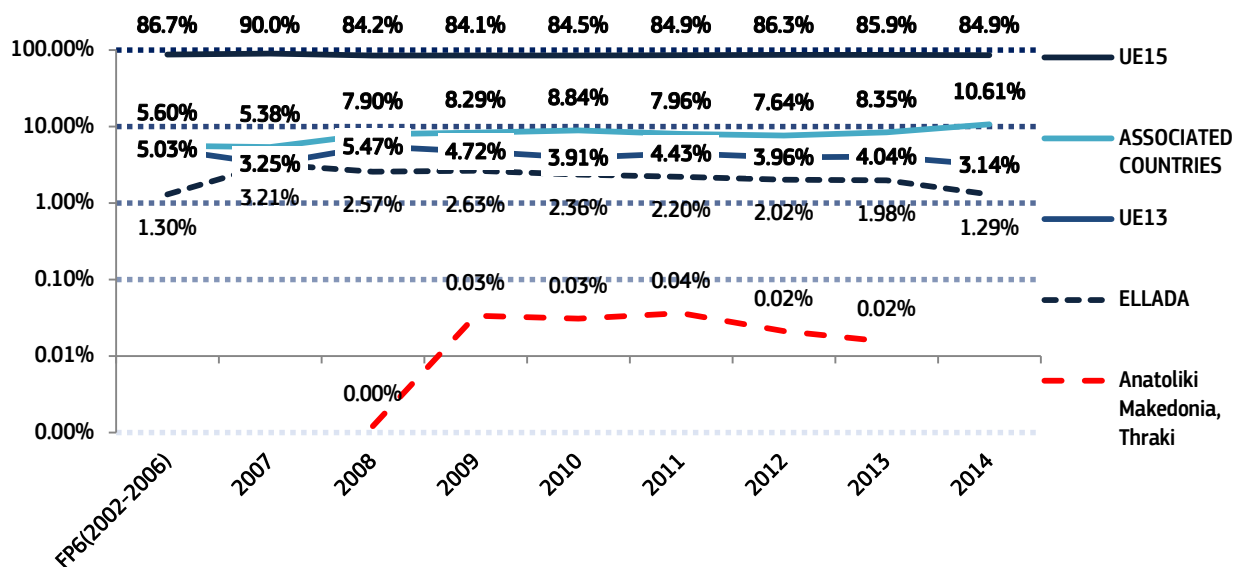 86.7% 90.0% 84.2% 84.1% 84.5% 84.9% 86.3% 85.9% 84.9%
100.00%
UE15
5.60% 5.38% 7.90% 8.29% 8.84% 7.96% 7.64% 8.35% 10.61%
10.00%
ASSOCIATED
COUNTRIES
5.03% 3.25% 5.47% 4.72% 3.91% 4.43% 3.96% 4.04% 3.14%
1.00%
UE13
1.30% 3.21% 2.57% 2.63% 2.36% 2.20% 2.02% 1.98% 1.29%
0.10%
0.03% 0.03% 0.04% 0.02% 0.02%
ELLADA
0.01%
0.00%
Anatoliki
Makedonia,
Thraki
0.00%
FP6(2002-2006) 2007 2008 2009 2010 2011 2012 2013 2014